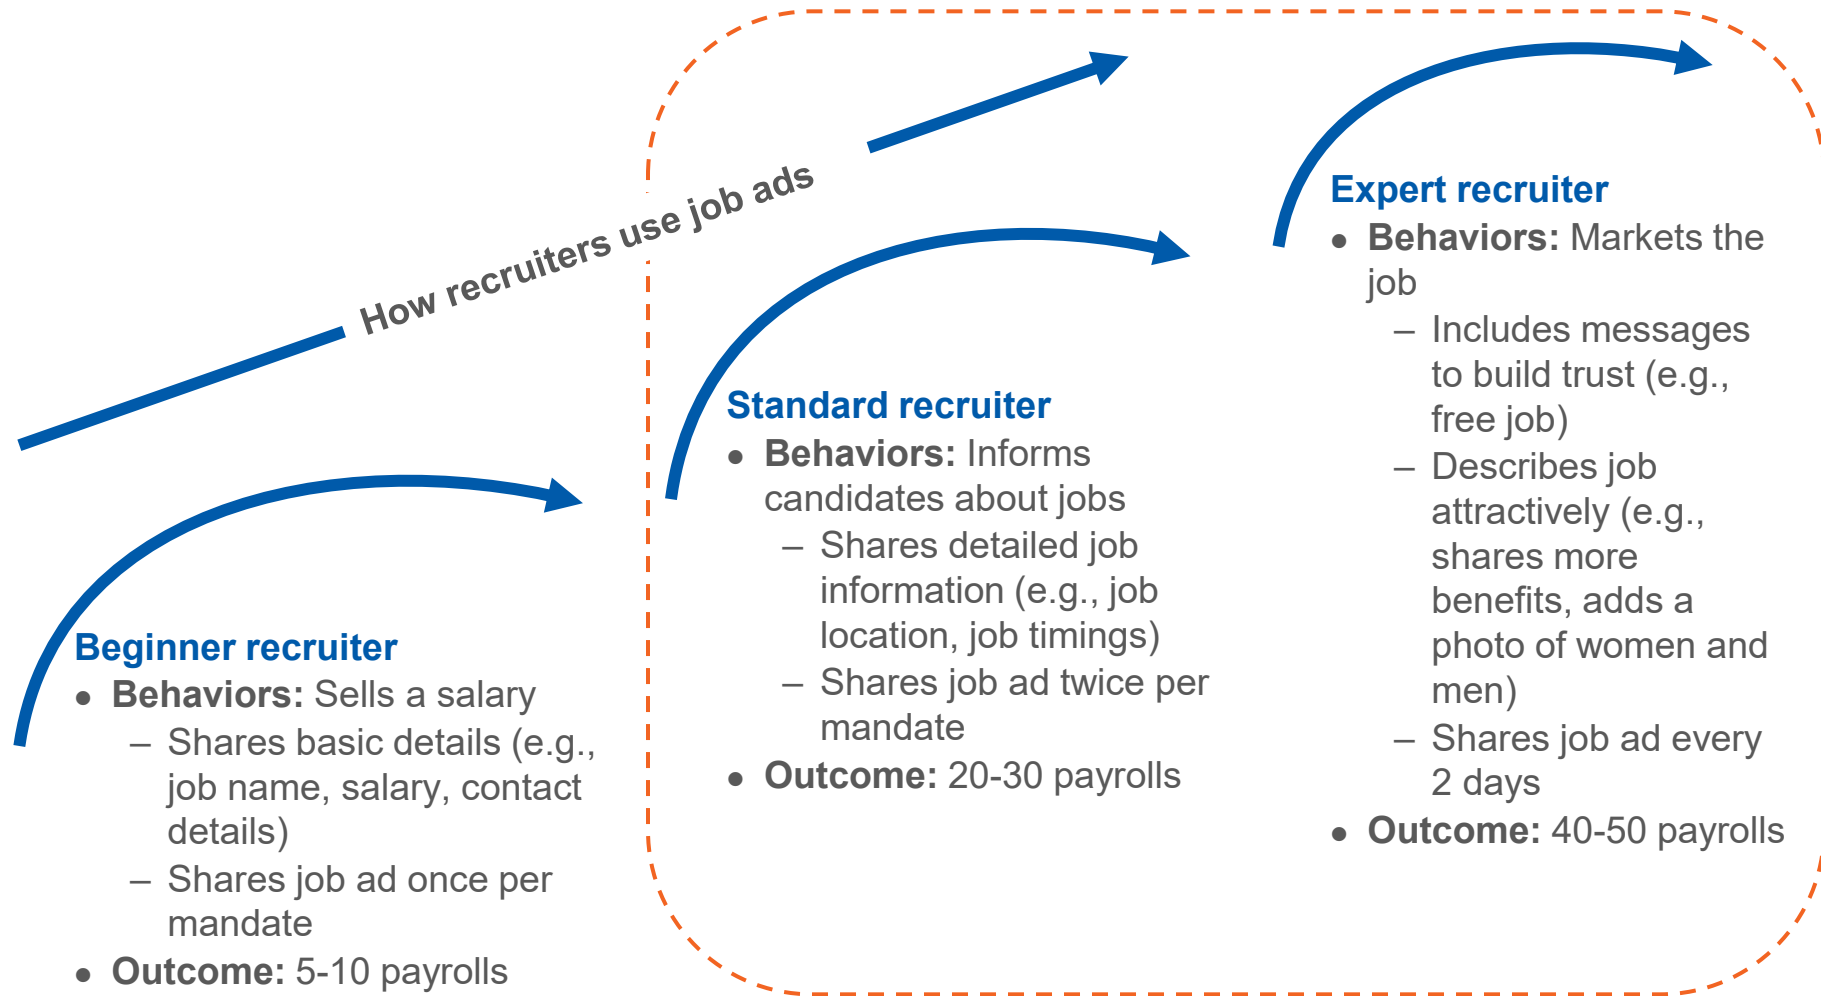 How recruiters use job ads
Beginner recruiter
● Behaviors: Sells a salary
– Shares basic details (e.g.,
job name, salary, contact
details)
– Shares job ad once per
mandate
● Outcome: 5-10 payrolls
Standard recruiter
● Behaviors: Informs
candidates about jobs
– Shares detailed job
information (e.g., job
location, job timings)
– Shares job ad twice per
mandate
● Outcome: 20-30 payrolls
Expert recruiter
● Behaviors: Markets the
job
– Includes messages
to build trust (e.g.,
free job)
– Describes job
attractively (e.g.,
shares more
benefits, adds a
photo of women and
men)
– Shares job ad every
2 days
● Outcome: 40-50 payrolls